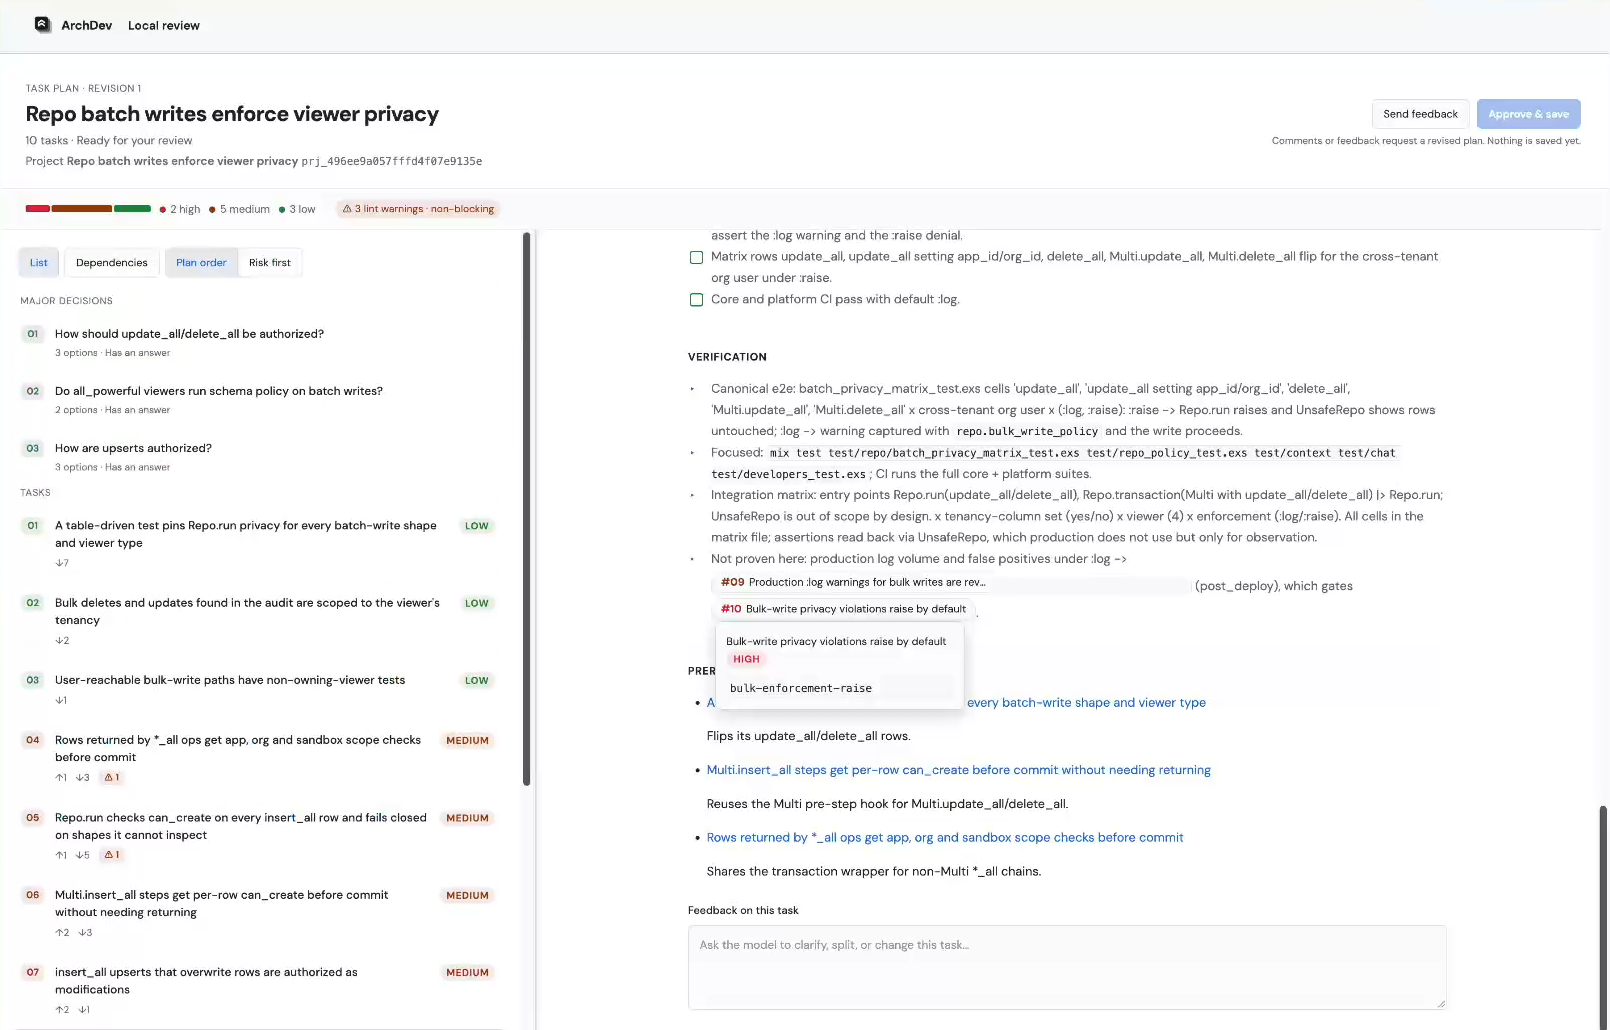 ArchDev Local review
TASK PLAN · REVISION 1
Repo batch writes enforce viewer privacy
10 tasks · Ready for your review
Project Repo batch writes enforce viewer privacy prj_496ee9a057fffd4f07e9135e
Send feedback
Approve & save
Comments or feedback request a revised plan. Nothing is saved yet.
2 high 5 medium 3 low
3 lint warnings · non-blocking
List
Dependencies
Plan order
Risk first
MAJOR DECISIONS
01 How should update_all/delete_all be authorized?
3 options · Has an answer
02 Do all_powerful viewers run schema policy on batch writes?
2 options · Has an answer
03 How are upserts authorized?
3 options · Has an answer
TASKS
01 A table-driven test pins Repo.run privacy for every batch-write shape LOW
and viewer type
↓7
02 Bulk deletes and updates found in the audit are scoped to the viewer's LOW
tenancy
↓2
03 User-reachable bulk-write paths have non-owning-viewer tests LOW
↓1
04 Rows returned by *_all ops get app, org and sandbox scope checks MEDIUM
before commit
↑1 ↓3 ⚠1
05 Repo.run checks can_create on every insert_all row and fails closed MEDIUM
on shapes it cannot inspect
↑1 ↓5 ⚠1
06 Multi.insert_all steps get per-row can_create before commit MEDIUM
without needing returning
↑2 ↓3
07 insert_all upserts that overwrite rows are authorized as MEDIUM
modifications
↑2 ↓1
assert the :log warning and the :raise denial.
Matrix rows update_all, update_all setting app_id/org_id, delete_all, Multi.update_all, Multi.delete_all flip for the cross-tenant
org user under :raise.
Core and platform CI pass with default :log.
VERIFICATION
Canonical e2e: batch_privacy_matrix_test.exs cells 'update_all', 'update_all setting app_id/org_id', 'delete_all',
'Multi.update_all', 'Multi.delete_all' x cross-tenant org user x (:log, :raise): :raise -> Repo.run raises and UnsafeRepo shows rows
untouched; :log -> warning captured with repo.bulk_write_policy and the write proceeds.
Focused: mix test test/repo/batch_privacy_matrix_test.exs test/repo_policy_test.exs test/context test/chat
test/developers_test.exs ; CI runs the full core + platform suites.
Integration matrix: entry points Repo.run(update_all/delete_all), Repo.transaction(Multi with update_all/delete_all) |> Repo.run;
UnsafeRepo is out of scope by design. x tenancy-column set (yes/no) x viewer (4) x enforcement (:log/:raise). All cells in the
matrix file; assertions read back via UnsafeRepo, which production does not use but only for observation.
Not proven here: production log volume and false positives under :log ->
#09 Production :log warnings for bulk writes are rev... (post_deploy), which gates
#10 Bulk-write privacy violations raise by default .
Bulk-write privacy violations raise by default
HIGH
bulk-enforcement-raise
PRER
A every batch-write shape and viewer type
Flips its update_all/delete_all rows.
Multi.insert_all steps get per-row can_create before commit without needing returning
Reuses the Multi pre-step hook for Multi.update_all/delete_all.
Rows returned by *_all ops get app, org and sandbox scope checks before commit
Shares the transaction wrapper for non-Multi *_all chains.
Feedback on this task
Ask the model to clarify, split, or change this task...